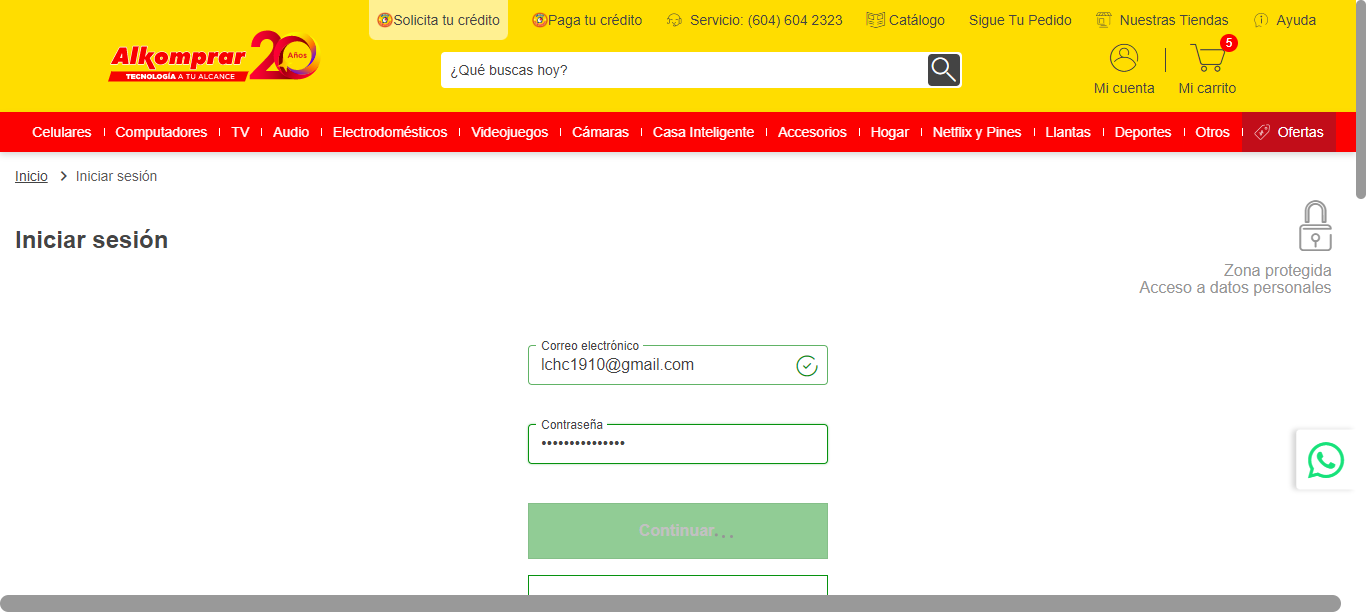 Solicita tu crédito
Paga tu crédito
Servicio: (604) 604 2323
Catálogo
Sigue Tu Pedido
Nuestras Tiendas
Ayuda
Alkomprar 20 Años
TECNOLOGÍA A TU ALCANCE
¿Qué buscas hoy?
5
Mi cuenta
Mi carrito
Celulares
Computadores
TV
Audio
Electrodomésticos
Videojuegos
Cámaras
Casa Inteligente
Accesorios
Hogar
Netflix y Pines
Llantas
Deportes
Otros
Ofertas
Inicio > Iniciar sesión
Iniciar sesión
Zona protegida
Acceso a datos personales
Correo electrónico
lchc1910@gmail.com
Contraseña
•••••••••••••••
Continuar...